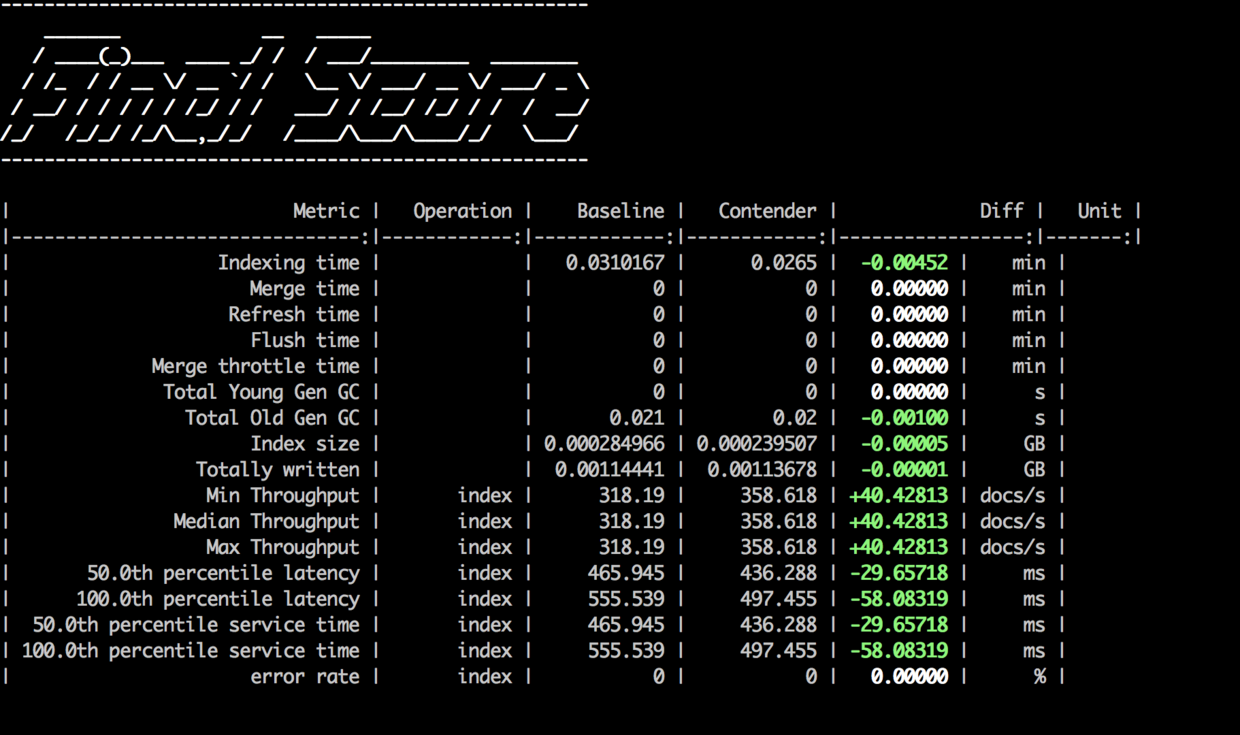 Final Score
| Metric | Operation | Baseline | Contender | Diff | Unit |
|--------------------------------:|------------:|------------:|------------:|-----------------:|-------:|
| Indexing time | | 0.0310167 | 0.0265 | -0.00452 | min |
| Merge time | | 0 | 0 | 0.00000 | min |
| Refresh time | | 0 | 0 | 0.00000 | min |
| Flush time | | 0 | 0 | 0.00000 | min |
| Merge throttle time | | 0 | 0 | 0.00000 | min |
| Total Young Gen GC | | 0 | 0 | 0.00000 | s |
| Total Old Gen GC | | 0.021 | 0.02 | -0.00100 | s |
| Index size | | 0.000284966 | 0.000239507 | -0.00005 | GB |
| Totally written | | 0.00114441 | 0.00113678 | -0.00001 | GB |
| Min Throughput | index | 318.19 | 358.618 | +40.42813 | docs/s |
| Median Throughput | index | 318.19 | 358.618 | +40.42813 | docs/s |
| Max Throughput | index | 318.19 | 358.618 | +40.42813 | docs/s |
| 50.0th percentile latency | index | 465.945 | 436.288 | -29.65718 | ms |
| 100.0th percentile latency | index | 555.539 | 497.455 | -58.08319 | ms |
| 50.0th percentile service time | index | 465.945 | 436.288 | -29.65718 | ms |
| 100.0th percentile service time | index | 555.539 | 497.455 | -58.08319 | ms |
| error rate | index | 0 | 0 | 0.00000 | % |